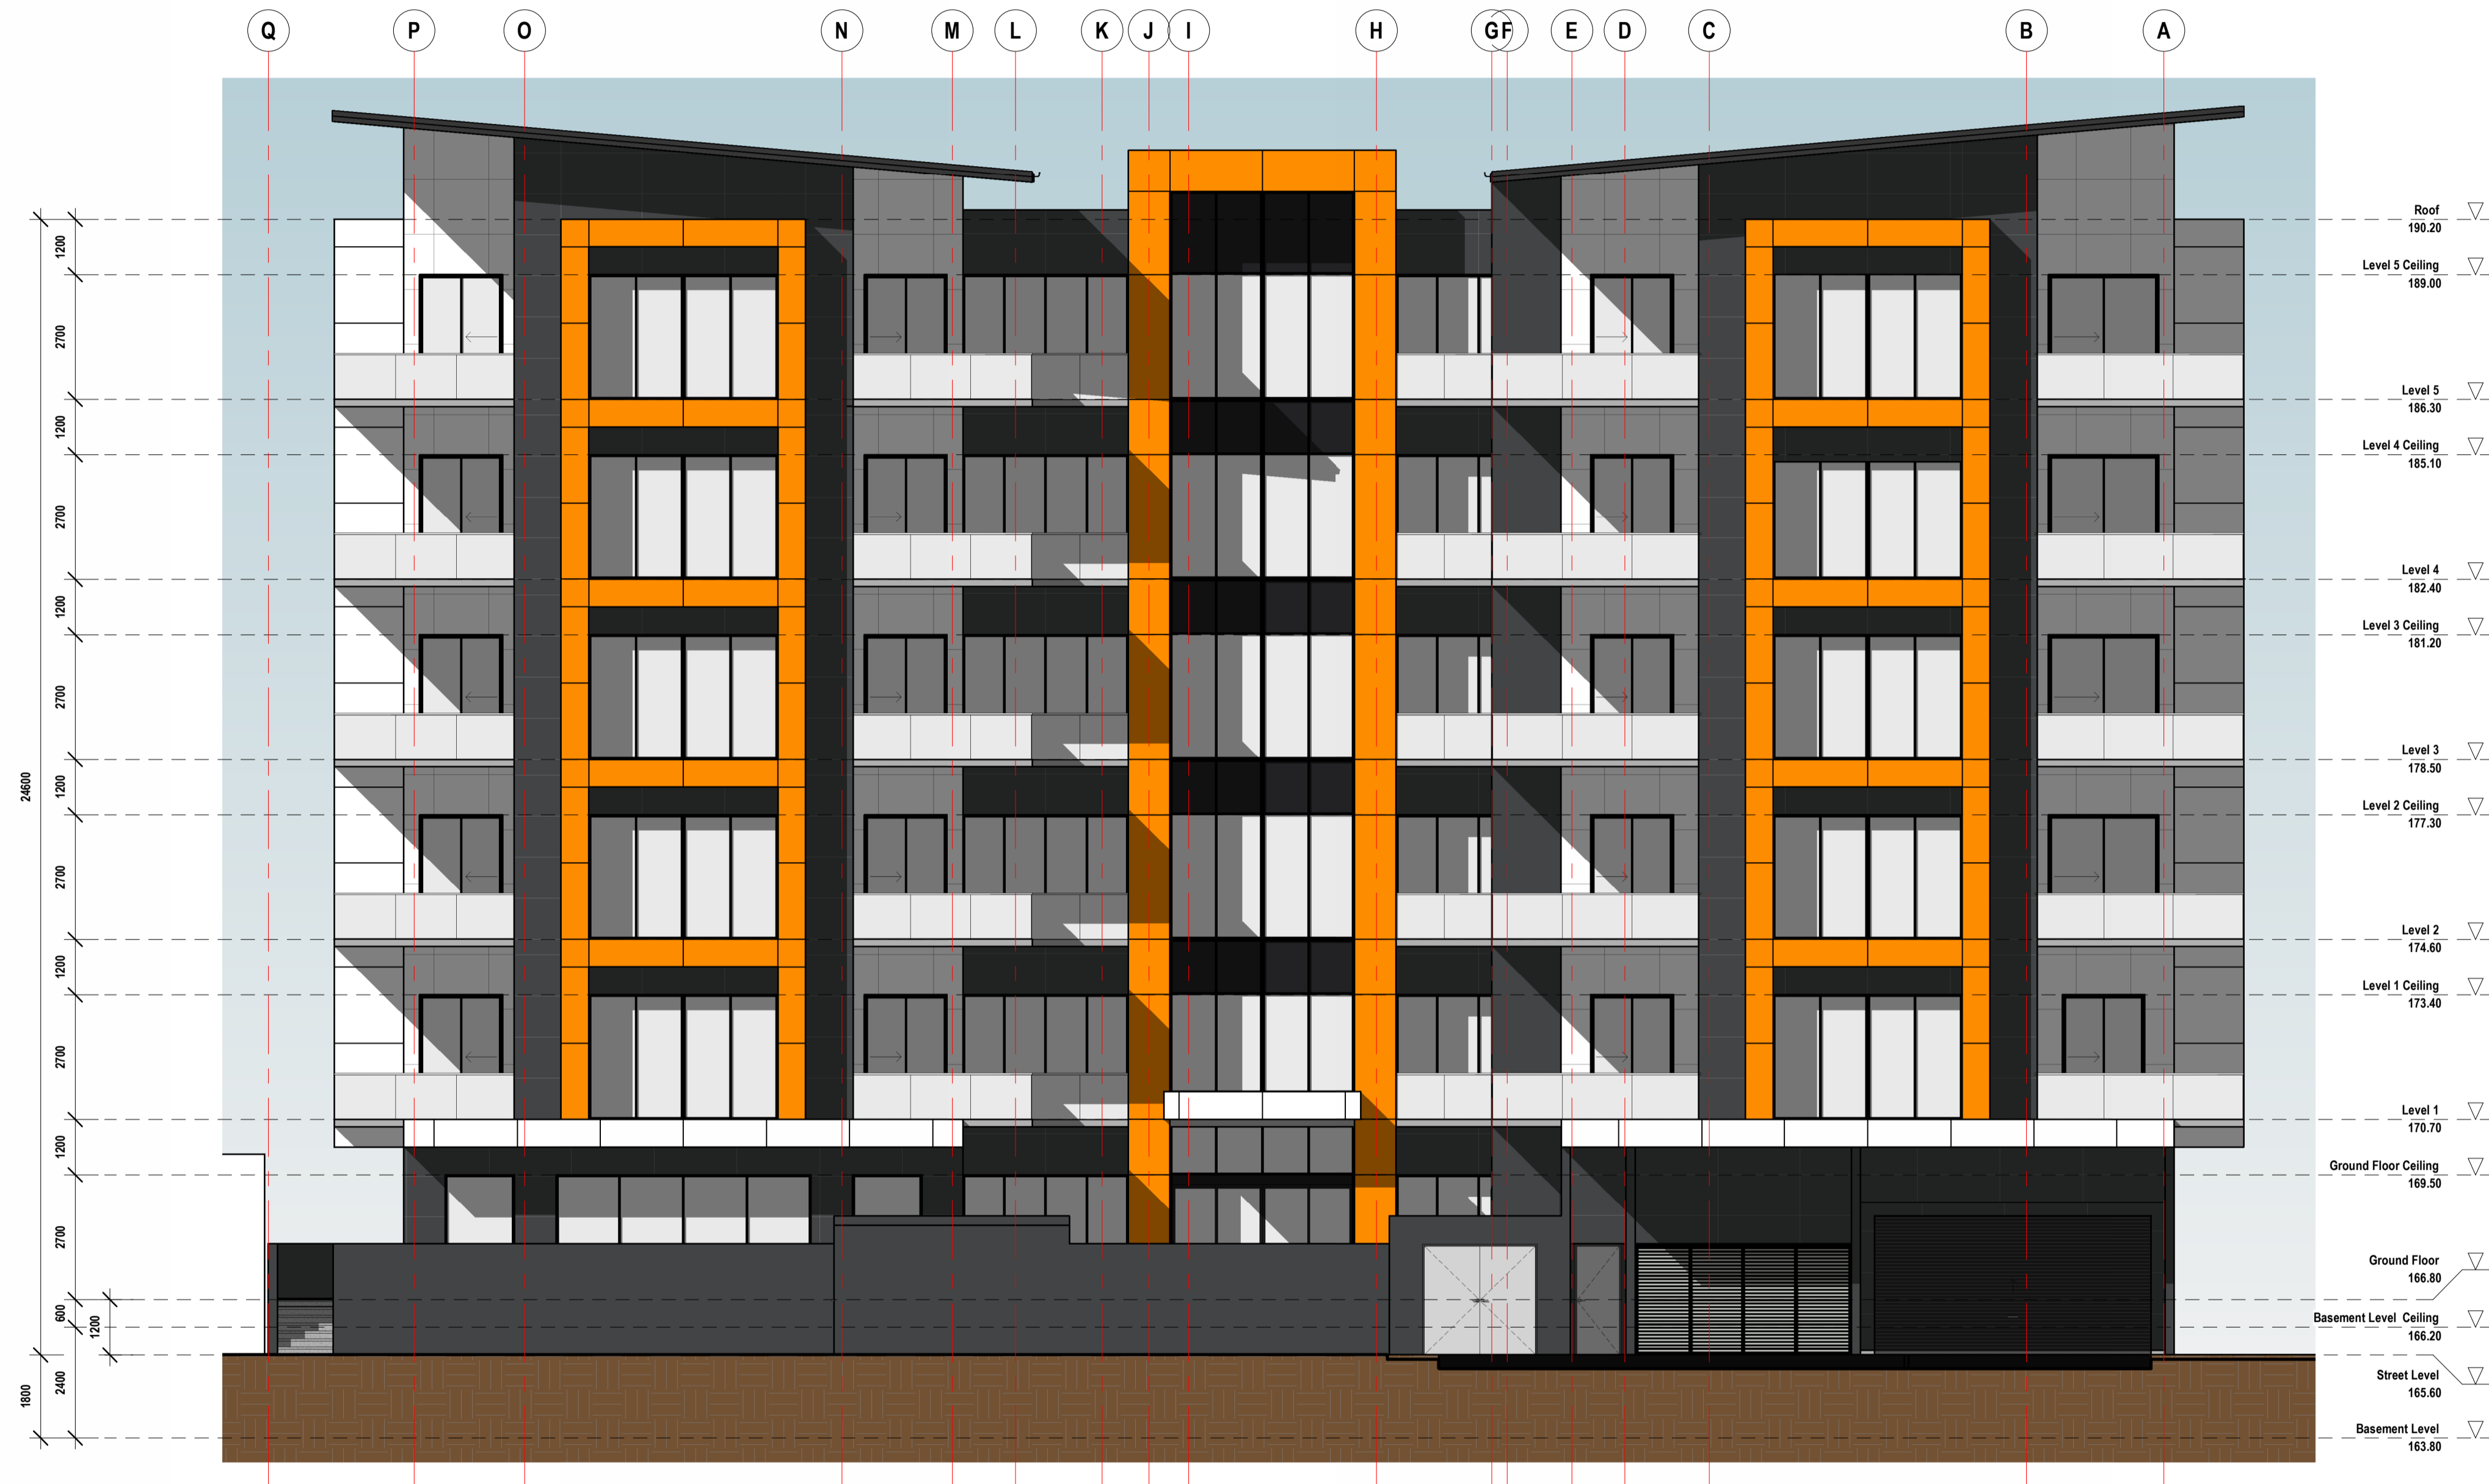 Q P O N M L K J I H G F E D C B A
Roof
190.20
1200
Level 5 Ceiling
189.00
2700
Level 5
186.30
1200
Level 4 Ceiling
185.10
2700
Level 4
182.40
1200
Level 3 Ceiling
181.20
2700
Level 3
178.50
24600
1200
Level 2 Ceiling
177.30
2700
Level 2
174.60
1200
Level 1 Ceiling
173.40
2700
Level 1
170.70
1200
Ground Floor Ceiling
169.50
2700
Ground Floor
166.80
600
1200
Basement Level Ceiling
166.20
Street Level
165.60
1800
2400
Basement Level
163.80